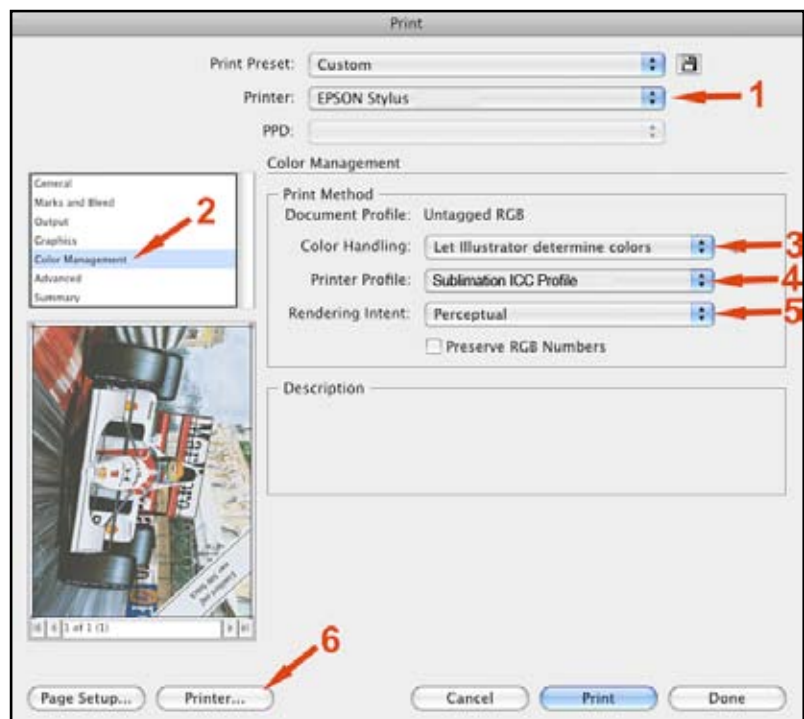 Print
Print Preset: Custom
Printer: EPSON Stylus
1
PPD:
Color Management
General
Marks and Bleed
Output
Graphics
Color Management
Advanced
Summary
2
Print Method
Document Profile: Untagged RGB
Color Handling: Let Illustrator determine colors
3
Printer Profile: Sublimation ICC Profile
4
Rendering Intent: Perceptual
5
Preserve RGB Numbers
Description
Marlboro
1 of 1 (1)
6
Page Setup...
Printer...
Cancel
Print
Done